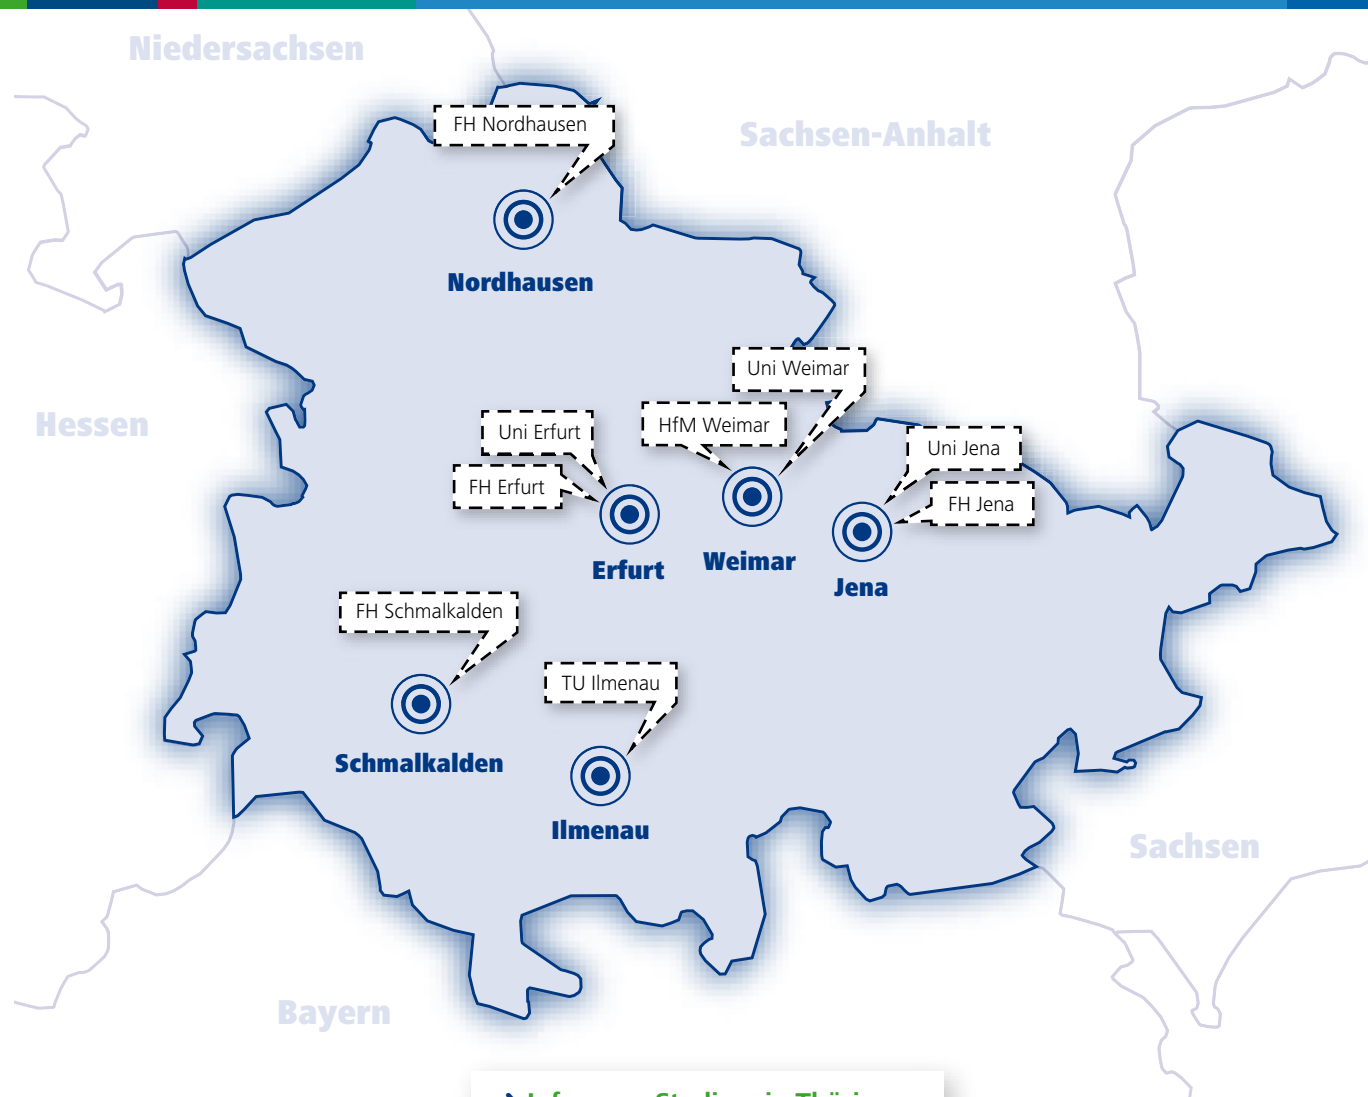 Niedersachsen
FH Nordhausen
Sachsen-Anhalt
Nordhausen
Uni Weimar
Hessen
HfM Weimar
Uni Erfurt
Uni Jena
FH Erfurt
FH Jena
Weimar
Erfurt
Jena
FH Schmalkalden
TU Ilmenau
Schmalkalden
Ilmenau
Sachsen
Bayern